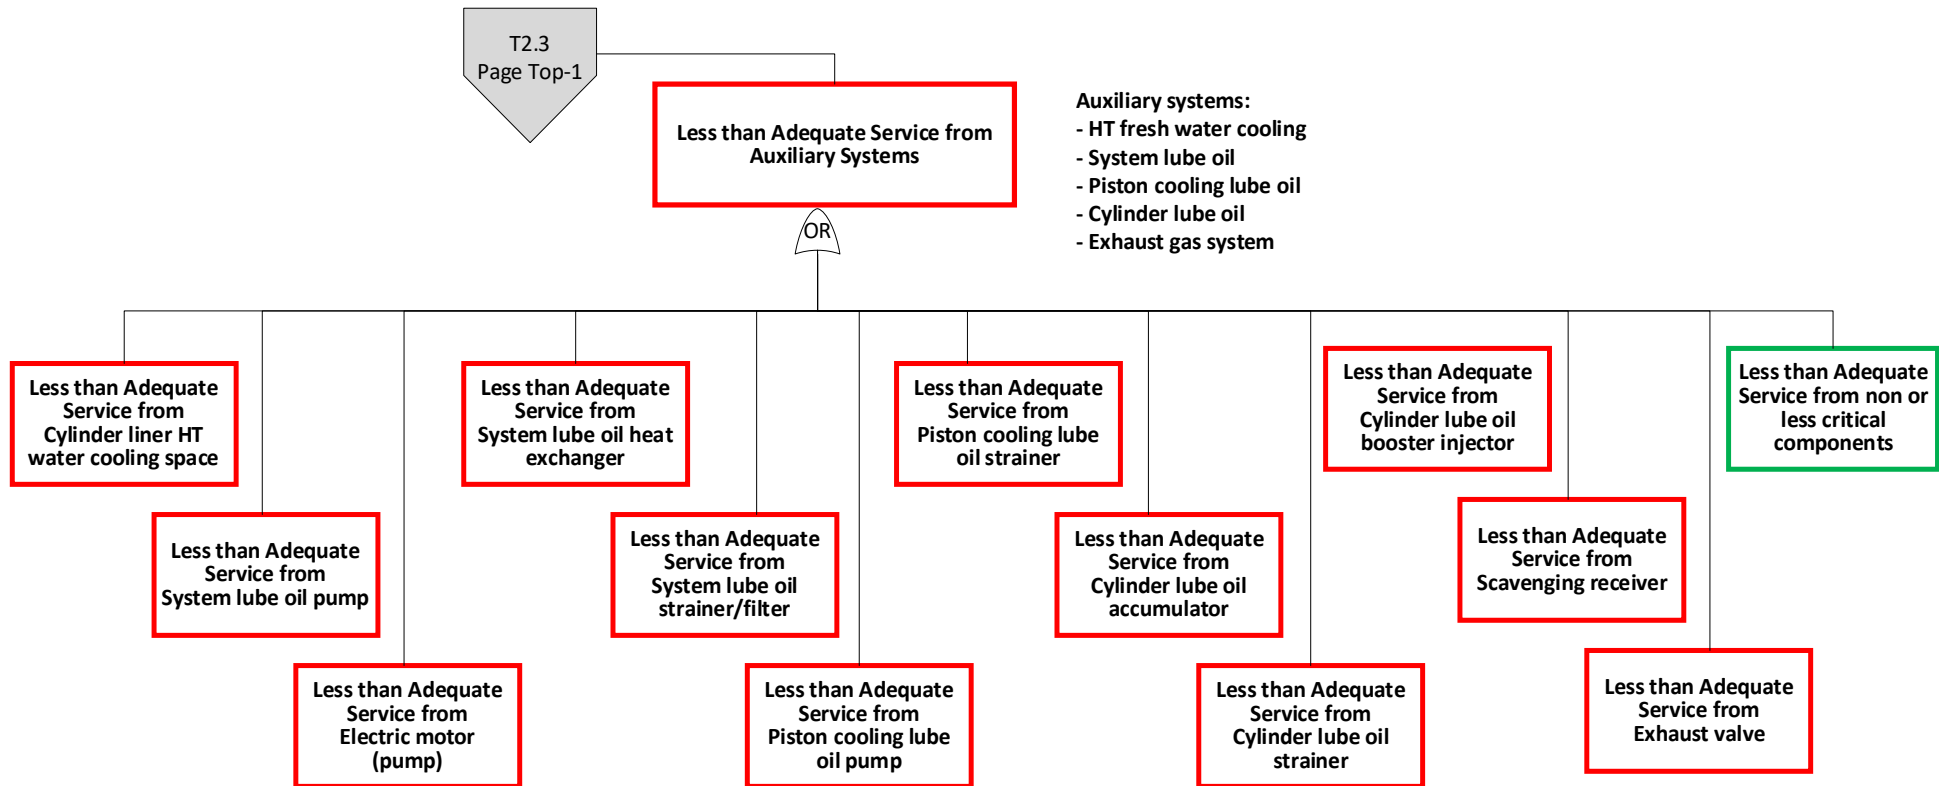 T2.3
Page Top-1
Less than Adequate Service from
Auxiliary Systems
Auxiliary systems:
- HT fresh water cooling
- System lube oil
- Piston cooling lube oil
- Cylinder lube oil
- Exhaust gas system
OR
Less than Adequate
Service from
Cylinder liner HT
water cooling space
Less than Adequate
Service from
System lube oil heat
exchanger
Less than Adequate
Service from
Piston cooling lube
oil strainer
Less than Adequate
Service from
Cylinder lube oil
booster injector
Less than Adequate
Service from non or
less critical
components
Less than Adequate
Service from
System lube oil pump
Less than Adequate
Service from
System lube oil
strainer/filter
Less than Adequate
Service from
Cylinder lube oil
accumulator
Less than Adequate
Service from
Scavenging receiver
Less than Adequate
Service from
Electric motor
(pump)
Less than Adequate
Service from
Piston cooling lube
oil pump
Less than Adequate
Service from
Cylinder lube oil
strainer
Less than Adequate
Service from
Exhaust valve